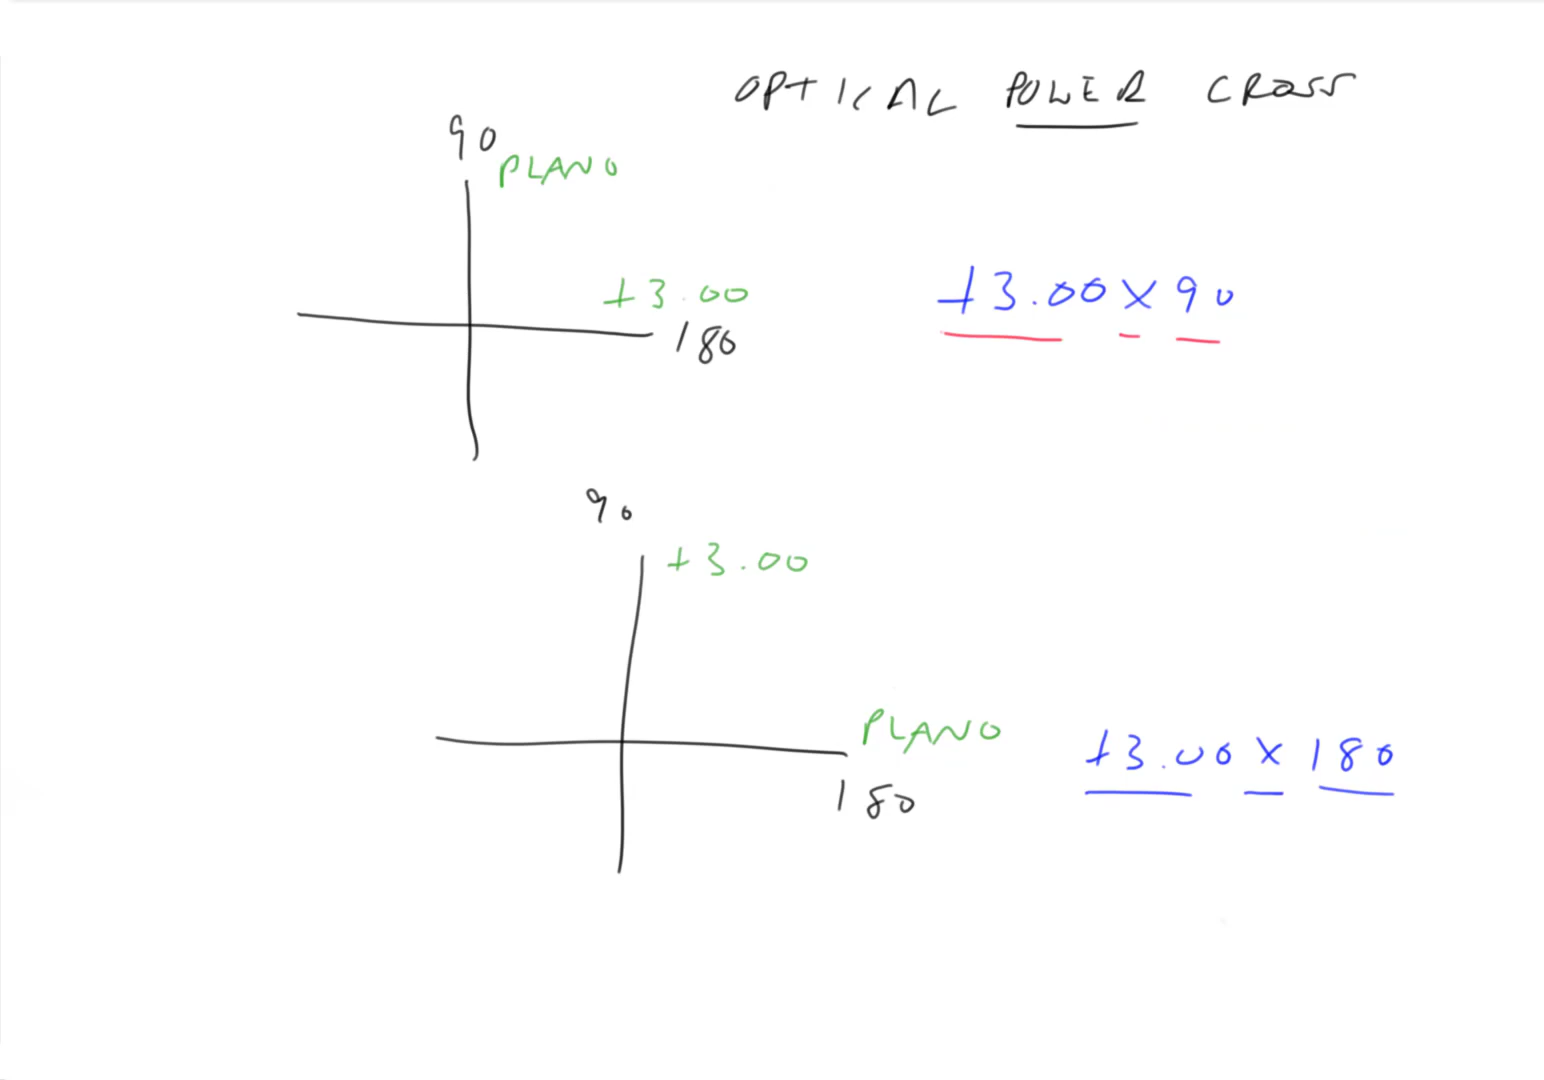 OPTICAL POWER CROSS
90
PLANO
+3.00
180
+3.00 X 90
90
+3.00
PLANO
180
+3.00 X 180